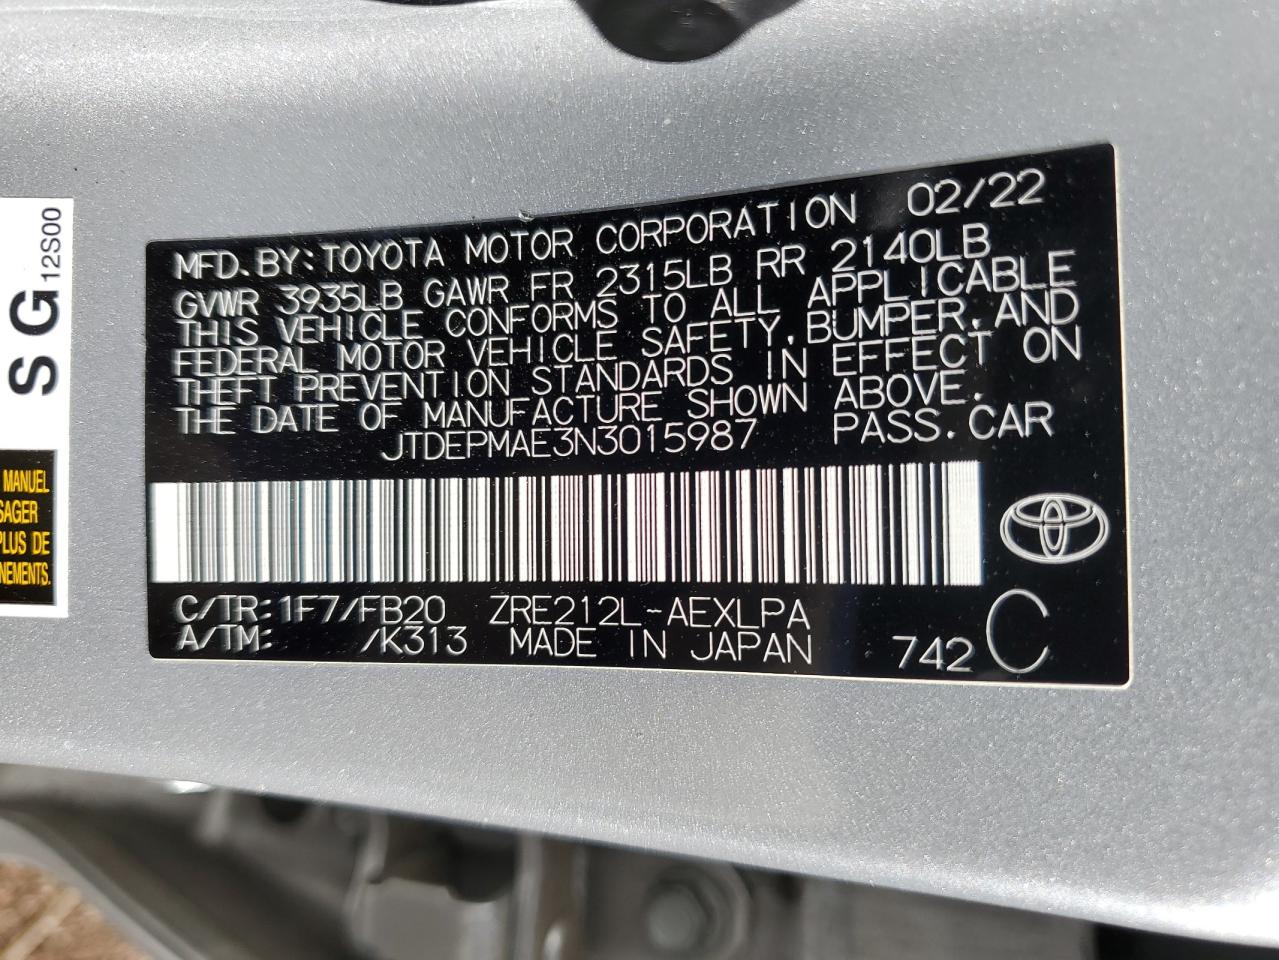 MFD. BY: TOYOTA MOTOR CORPORATION 02/22
GVWR 3935LB GAWR FR 2315LB RR 2140LB
THIS VEHICLE CONFORMS TO ALL APPLICABLE
FEDERAL MOTOR VEHICLE SAFETY, BUMPER, AND
THEFT PREVENTION STANDARDS IN EFFECT ON
THE DATE OF MANUFACTURE SHOWN ABOVE.
JTDEPMAE3N3015987 PASS. CAR
C/TR: 1F7/FB20 ZRE212L-AEXLPA
A/TM: /K313 MADE IN JAPAN 742 C
SG 12S00
MANUEL
SAGER
PLUS DE
NEMENTS.